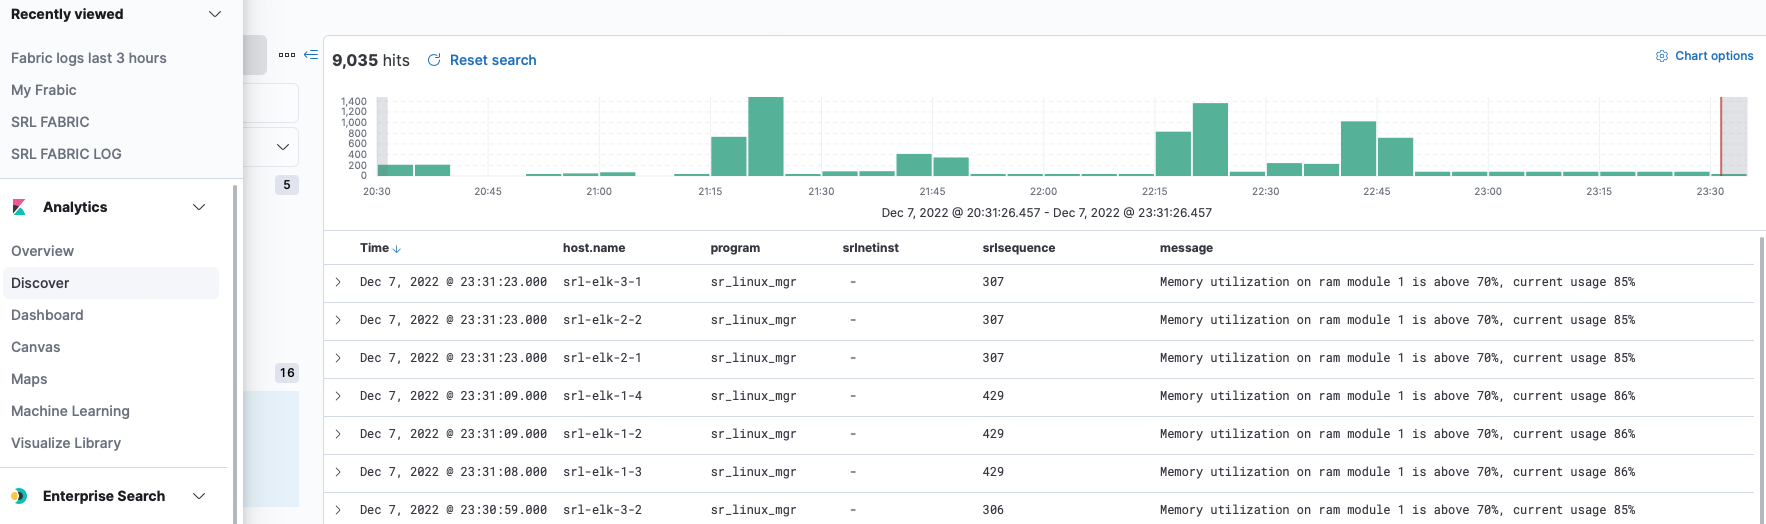 Recently viewed
Fabric logs last 3 hours
My Frabic
SRL FABRIC
SRL FABRIC LOG
Analytics
Overview
Discover
Dashboard
Canvas
Maps
Machine Learning
Visualize Library
Enterprise Search
5
16
9,035 hits Reset search
Chart options
1,400
1,200
1,000
800
600
400
200
0
20:30 20:45 21:00 21:15 21:30 21:45 22:00 22:15 22:30 22:45 23:00 23:15 23:30
Dec 7, 2022 @ 20:31:26.457 - Dec 7, 2022 @ 23:31:26.457
Time host.name program srlnetinst srlsequence message
Dec 7, 2022 @ 23:31:23.000 srl-elk-3-1 sr_linux_mgr - 307 Memory utilization on ram module 1 is above 70%, current usage 85%
Dec 7, 2022 @ 23:31:23.000 srl-elk-2-2 sr_linux_mgr - 307 Memory utilization on ram module 1 is above 70%, current usage 85%
Dec 7, 2022 @ 23:31:23.000 srl-elk-2-1 sr_linux_mgr - 307 Memory utilization on ram module 1 is above 70%, current usage 85%
Dec 7, 2022 @ 23:31:09.000 srl-elk-1-4 sr_linux_mgr - 429 Memory utilization on ram module 1 is above 70%, current usage 86%
Dec 7, 2022 @ 23:31:09.000 srl-elk-1-2 sr_linux_mgr - 429 Memory utilization on ram module 1 is above 70%, current usage 86%
Dec 7, 2022 @ 23:31:08.000 srl-elk-1-3 sr_linux_mgr - 429 Memory utilization on ram module 1 is above 70%, current usage 86%
Dec 7, 2022 @ 23:30:59.000 srl-elk-3-2 sr_linux_mgr - 306 Memory utilization on ram module 1 is above 70%, current usage 85%